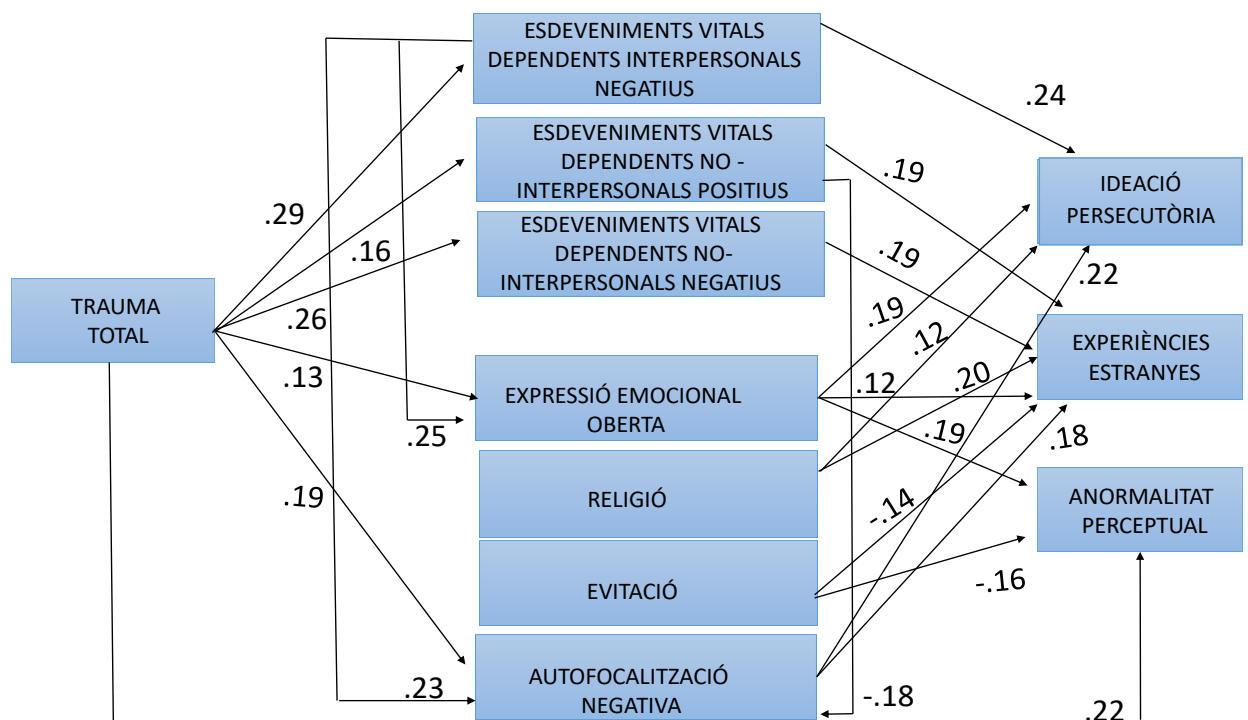 ESDEVENIMENTS VITALS
DEPENDENTS INTERPERSONALS
NEGATIUS
.24
ESDEVENIMENTS VITALS
DEPENDENTS NO -
INTERPERSONALS POSITIUS
.19
IDEACIÓ
PERSECUTÒRIA
.29
ESDEVENIMENTS VITALS
DEPENDENTS NO-
INTERPERSONALS NEGATIUS
.16
.19
.22
TRAUMA
TOTAL
.26
.19
.12
EXPERIÈNCIES
ESTRANYES
.13
EXPRESSIÓ EMOCIONAL
OBERTA
.12
.20
.25
.19
.18
.19
RELIGIÓ
-.14
ANORMALITAT
PERCEPTUAL
EVITACIÓ
-.16
.23
AUTOFOCALITZACIÓ
NEGATIVA
-.18
.22